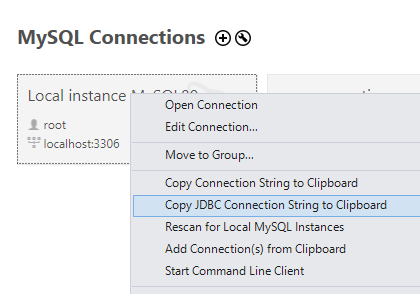 MySQL Connections
Local instance MySQL80
root
localhost:3306
Open Connection
Edit Connection...
Move to Group...
Copy Connection String to Clipboard
Copy JDBC Connection String to Clipboard
Rescan for Local MySQL Instances
Add Connection(s) from Clipboard
Start Command Line Client